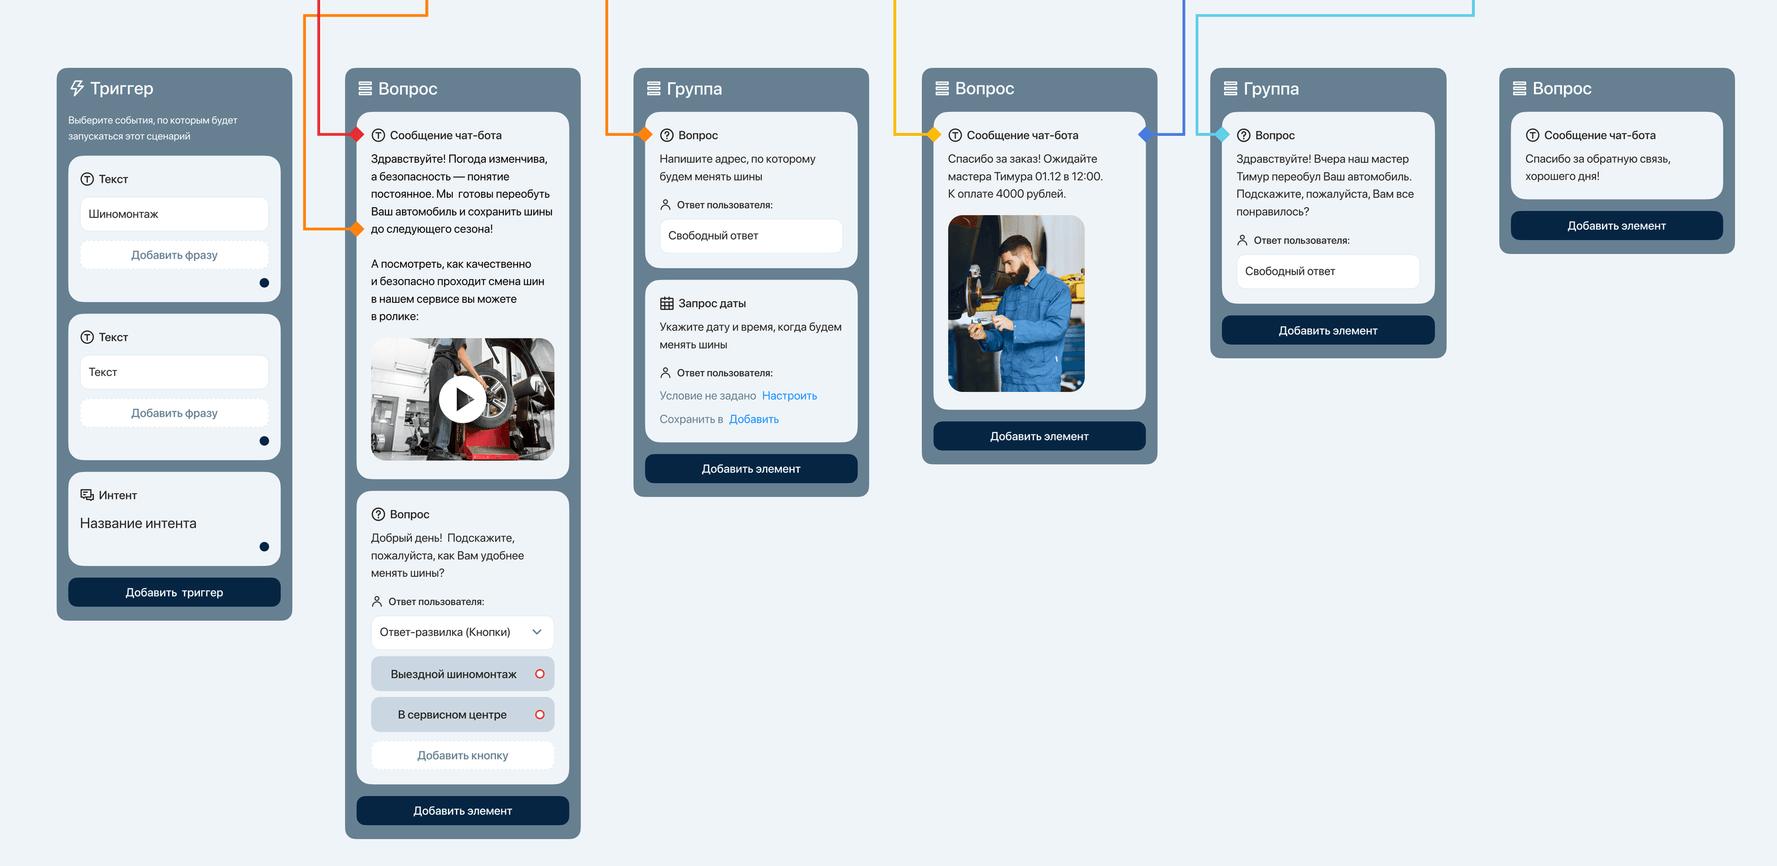 Триггер
Выберите события, по которым будет
запускаться этот сценарий
Текст
Шиномонтаж
Добавить фразу
Текст
Текст
Добавить фразу
Интент
Название интента
Добавить триггер
Вопрос
Сообщение чат-бота
Здравствуйте! Погода изменчива,
а безопасность — понятие
постоянное. Мы готовы переобуть
Ваш автомобиль и сохранить шины
до следующего сезона!
А посмотреть, как качественно
и безопасно проходит смена шин
в нашем сервисе вы можете
в ролике:
Вопрос
Добрый день! Подскажите,
пожалуйста, как Вам удобнее
менять шины?
Ответ пользователя:
Ответ-развилка (Кнопки)
Выездной шиномонтаж
В сервисном центре
Добавить кнопку
Добавить элемент
Группа
Вопрос
Напишите адрес, по которому
будем менять шины
Ответ пользователя:
Свободный ответ
Запрос даты
Укажите дату и время, когда будем
менять шины
Ответ пользователя:
Условие не задано Настроить
Сохранить в Добавить
Добавить элемент
Вопрос
Сообщение чат-бота
Спасибо за заказ! Ожидайте
мастера Тимура 01.12 в 12:00.
К оплате 4000 рублей.
Добавить элемент
Группа
Вопрос
Здравствуйте! Вчера наш мастер
Тимур переобул Ваш автомобиль.
Подскажите, пожалуйста, Вам все
понравилось?
Ответ пользователя:
Свободный ответ
Добавить элемент
Вопрос
Сообщение чат-бота
Спасибо за обратную связь,
хорошего дня!
Добавить элемент